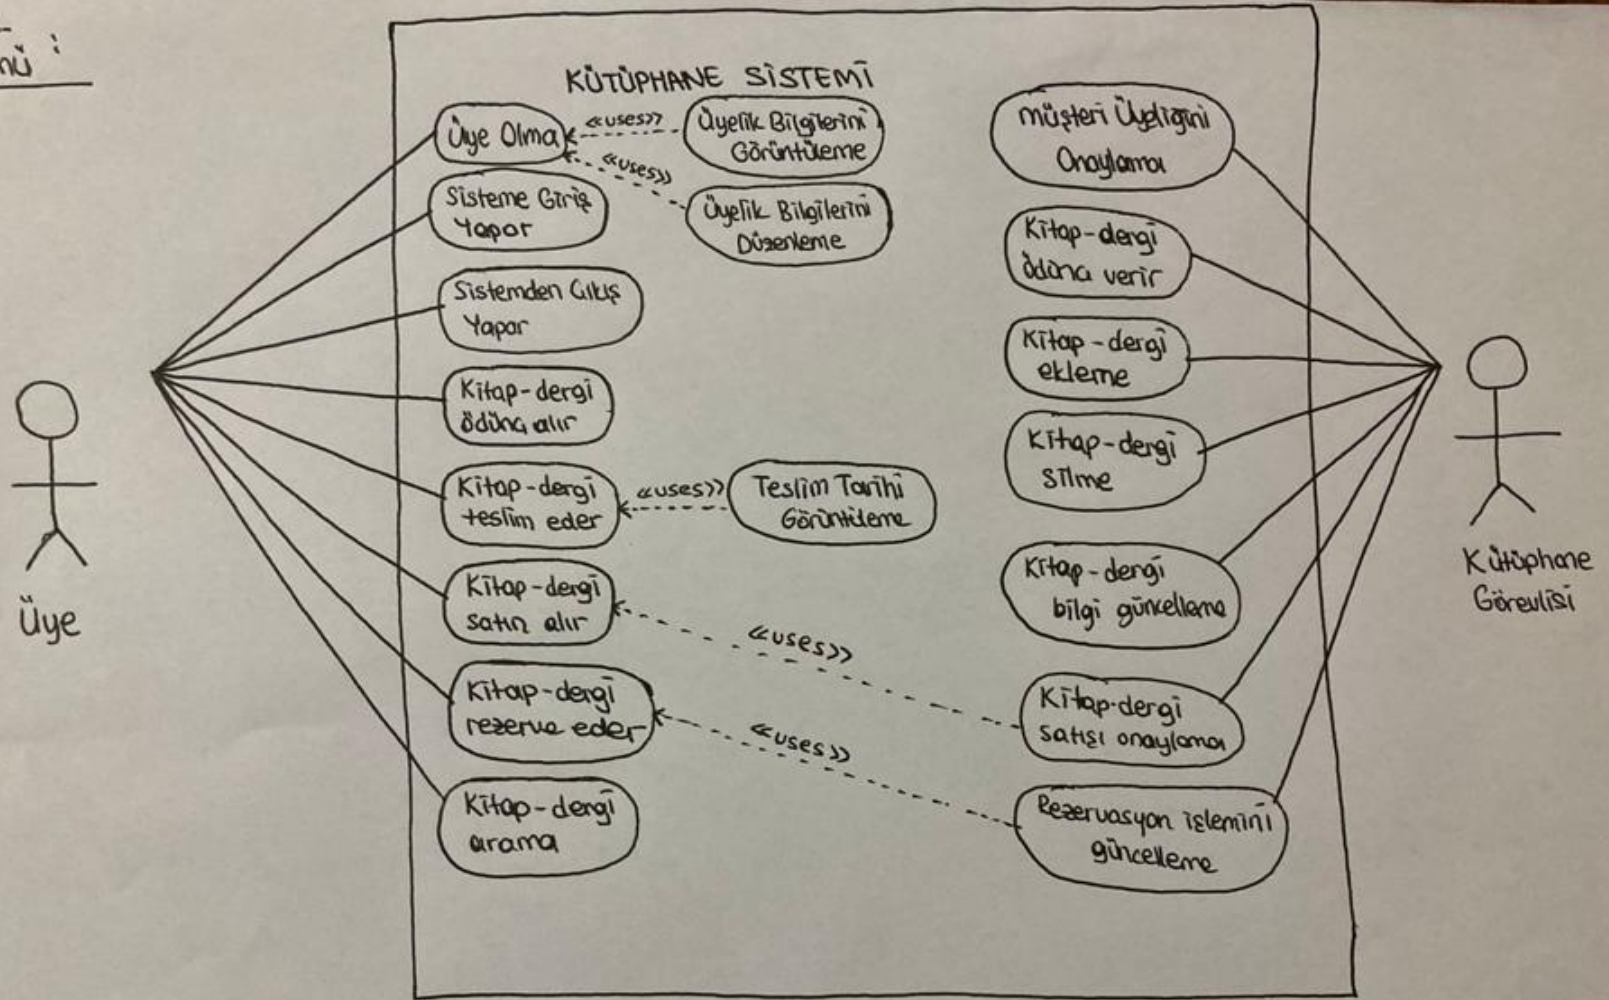 nü :
KÜTÜPHANE SİSTEMİ
Üye Olma
<<uses>>
Üyelik Bilgilerini
Görüntüleme
<<uses>>
Üyelik Bilgilerini
Düzenleme
Sisteme Giriş
Yapar
Sistemden Çıkış
Yapar
Kitap-dergi
ödünç alır
Kitap-dergi
teslim eder
<<uses>>
Teslim Tarihi
Görüntüleme
Kitap-dergi
satın alır
<<uses>>
Kitap-dergi
rezerve eder
<<uses>>
Kitap-dergi
arama
Müşteri Üyeliğini
Onaylama
Kitap-dergi
ödünç verir
Kitap-dergi
ekleme
Kitap-dergi
silme
Kitap-dergi
bilgi güncelleme
Kitap-dergi
satışı onaylama
Rezervasyon işlemini
güncelleme
Üye
Kütüphane
Görevlisi